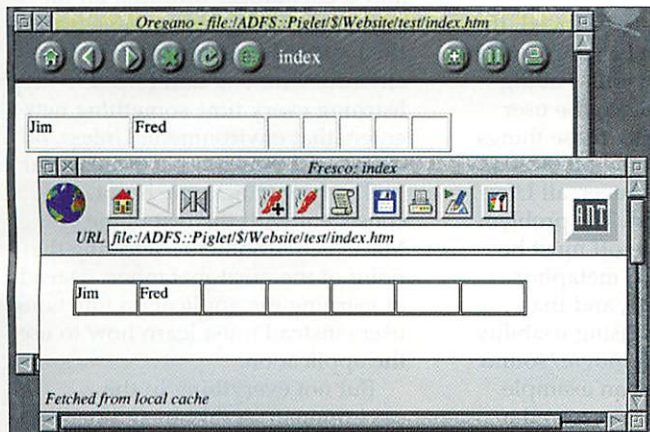 Oregano - file:/ADFS::Piglet/$/Website/test/index.htm
index
Jim Fred
Fresco: index
ANT
URL file:/ADFS::Piglet/$/Website/test/index.htm
Jim Fred
Fetched from local cache